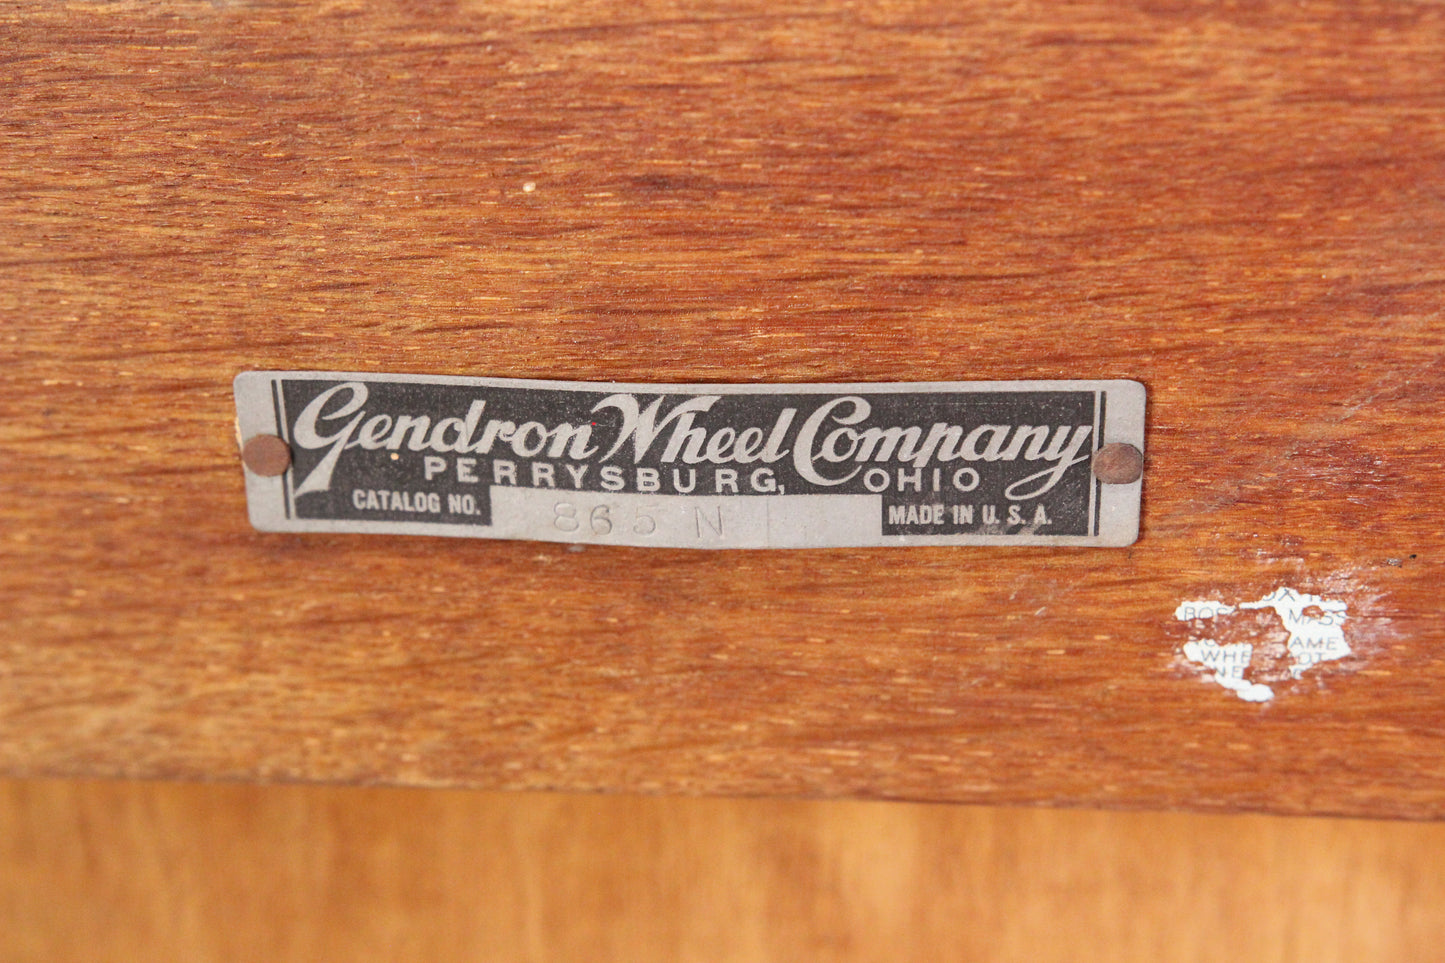 Gendron Wheel Company
PERRYSBURG, OHIO
CATALOG NO. 865 N MADE IN U. S. A.
MASS